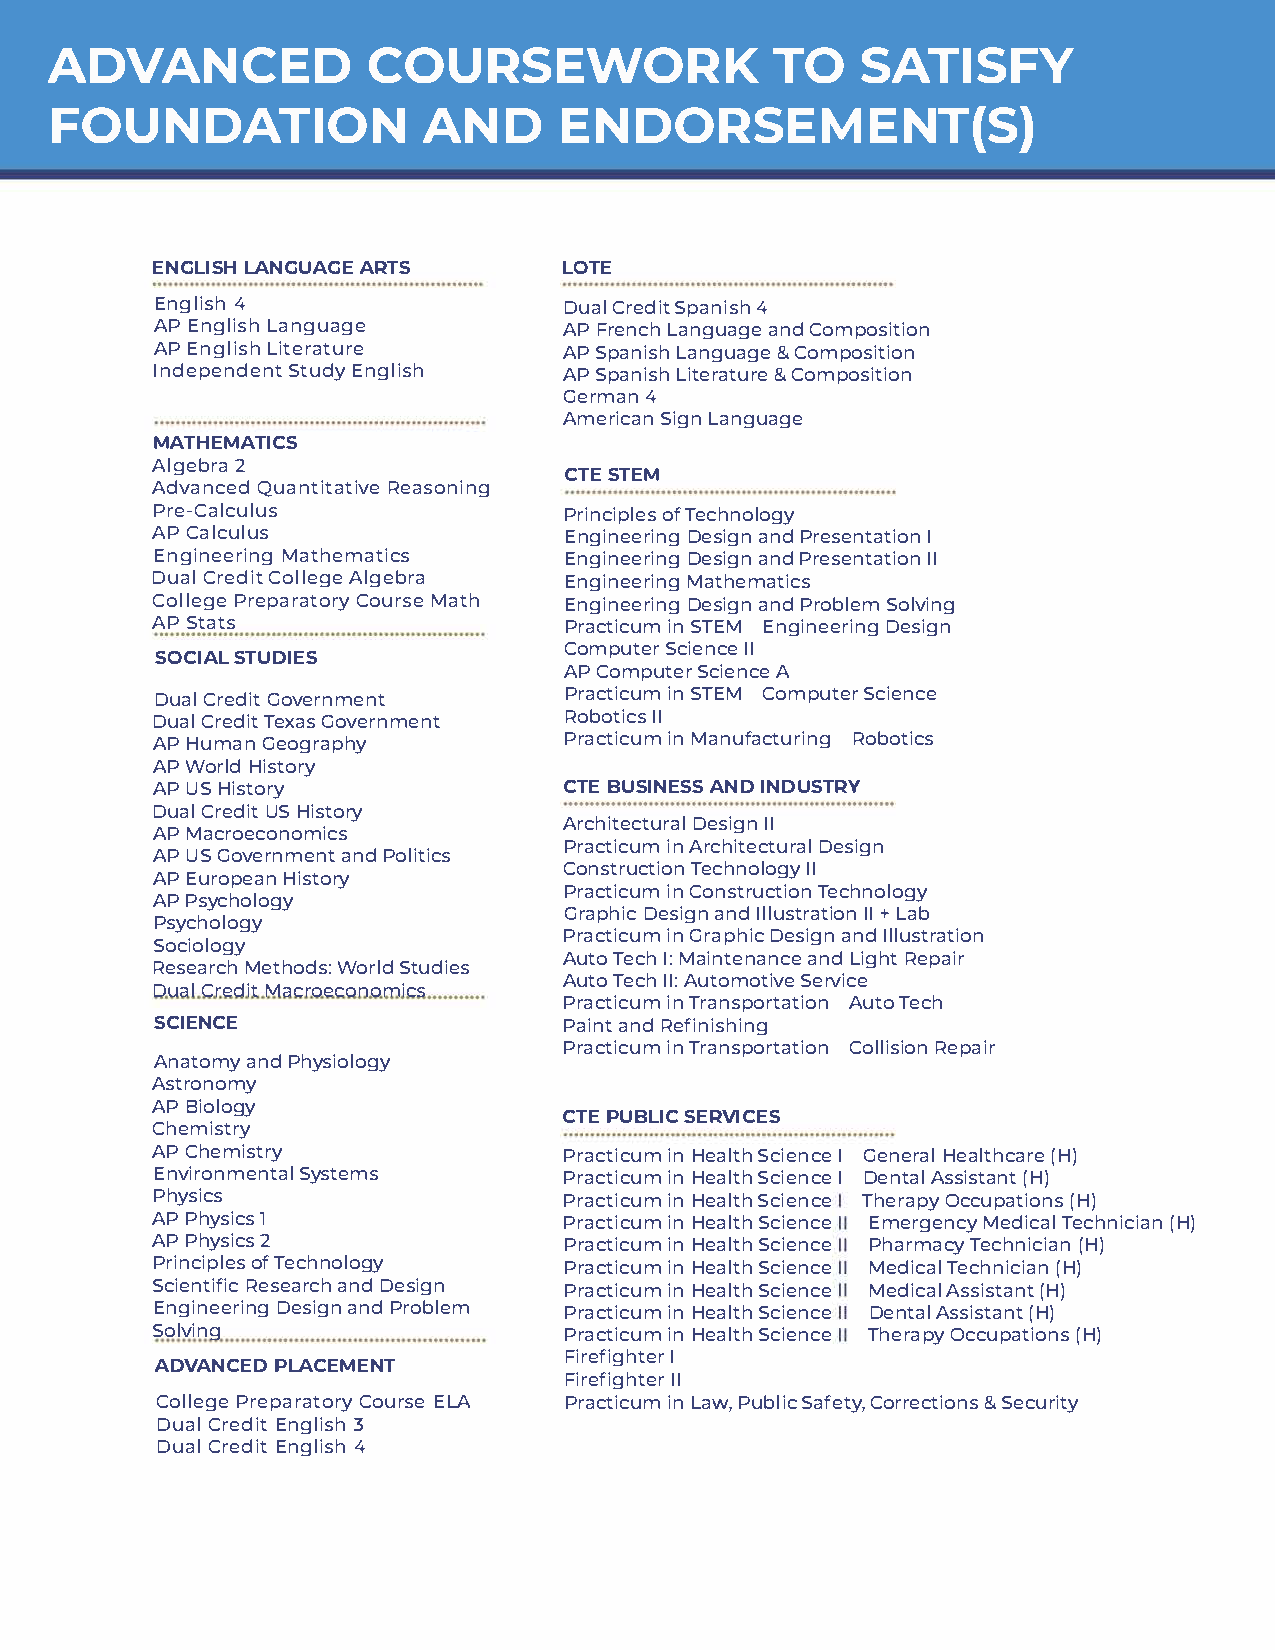 ADVANCED COURSEWORK TO SATISFY
FOUNDATION AND ENDORSEMENT(S)
ENGLISH LANGUAGE ARTS
English 4
AP English Language
AP English Literature
Independent Study English
MATHEMATICS
Algebra 2
Advanced Quantitative Reasoning
Pre-Calculus
AP Calculus
Engineering Mathematics
Dual Credit College Algebra
College Preparatory Course Math
AP Stats
SOCIAL STUDIES
Dual Credit Government
Dual Credit Texas Government
AP Human Geography
AP World History
AP US History
Dual Credit US History
AP Macroeconomics
AP US Government and Politics
AP European History
AP Psychology
Psychology
Sociology
Research Methods: World Studies
Dual Credit Macroeconomics
SCIENCE
Anatomy and Physiology
Astronomy
AP Biology
Chemistry
AP Chemistry
Environmental Systems
Physics
AP Physics 1
AP Physics 2
Principles of Technology
Scientific Research and Design
Engineering Design and Problem
Solving
ADVANCED PLACEMENT
College Preparatory Course ELA
Dual Credit English 3
Dual Credit English 4
LOTE
Dual Credit Spanish 4
AP French Language and Composition
AP Spanish Language & Composition
AP Spanish Literature & Composition
German 4
American Sign Language
CTE STEM
Principles of Technology
Engineering Design and Presentation I
Engineering Design and Presentation II
Engineering Mathematics
Engineering Design and Problem Solving
Practicum in STEM Engineering Design
Computer Science II
AP Computer Science A
Practicum in STEM Computer Science
Robotics II
Practicum in Manufacturing Robotics
CTE BUSINESS AND INDUSTRY
Architectural Design II
Practicum in Architectural Design
Construction Technology II
Practicum in Construction Technology
Graphic Design and Illustration II + Lab
Practicum in Graphic Design and Illustration
Auto Tech I: Maintenance and Light Repair
Auto Tech II: Automotive Service
Practicum in Transportation Auto Tech
Paint and Refinishing
Practicum in Transportation Collision Repair
CTE PUBLIC SERVICES
Practicum in Health Science I General Healthcare (H)
Practicum in Health Science I Dental Assistant (H)
Practicum in Health Science I Therapy Occupations (H)
Practicum in Health Science II Emergency Medical Technician (H)
Practicum in Health Science II Pharmacy Technician (H)
Practicum in Health Science II Medical Technician (H)
Practicum in Health Science II Medical Assistant (H)
Practicum in Health Science II Dental Assistant (H)
Practicum in Health Science II Therapy Occupations (H)
Firefighter I
Firefighter II
Practicum in Law, Public Safety, Corrections & Security